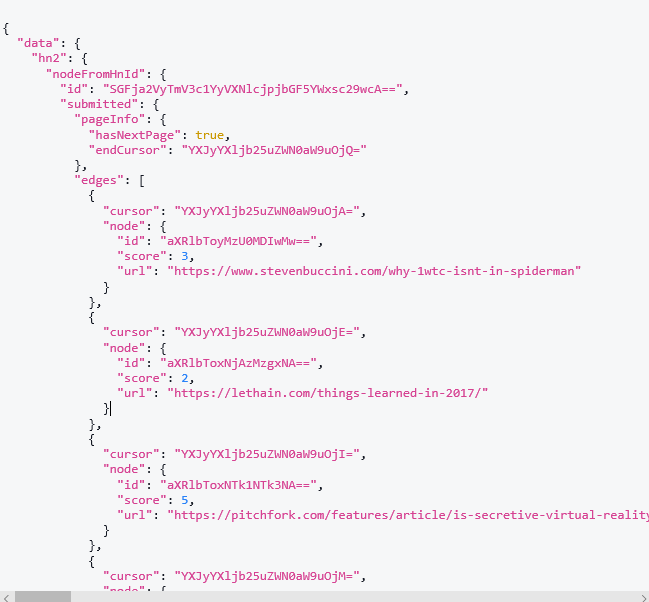 {
"data": {
"hn2": {
"nodeFromHnId": {
"id": "SGFja2VyTmV3c1YyVXNlcjpjbGF5YWxsc29wcA==",
"submitted": {
"pageInfo": {
"hasNextPage": true,
"endCursor": "YXJyYXljb25uZWN0aW9uOjQ="
},
"edges": [
{
"cursor": "YXJyYXljb25uZWN0aW9uOjA=",
"node": {
"id": "aXRlbToyMzU0MDIwMw==",
"score": 3,
"url": "https://www.stevenbuccini.com/why-1wtc-isnt-in-spiderman"
}
},
{
"cursor": "YXJyYXljb25uZWN0aW9uOjE=",
"node": {
"id": "aXRlbToxNjAzMzgxNA==",
"score": 2,
"url": "https://lethain.com/things-learned-in-2017/"
}
},
{
"cursor": "YXJyYXljb25uZWN0aW9uOjI=",
"node": {
"id": "aXRlbToxNTk1NTk3NA==",
"score": 5,
"url": "https://pitchfork.com/features/article/is-secretive-virtual-reality
}
},
{
"cursor": "YXJyYXljb25uZWN0aW9uOjM=",
"node": {